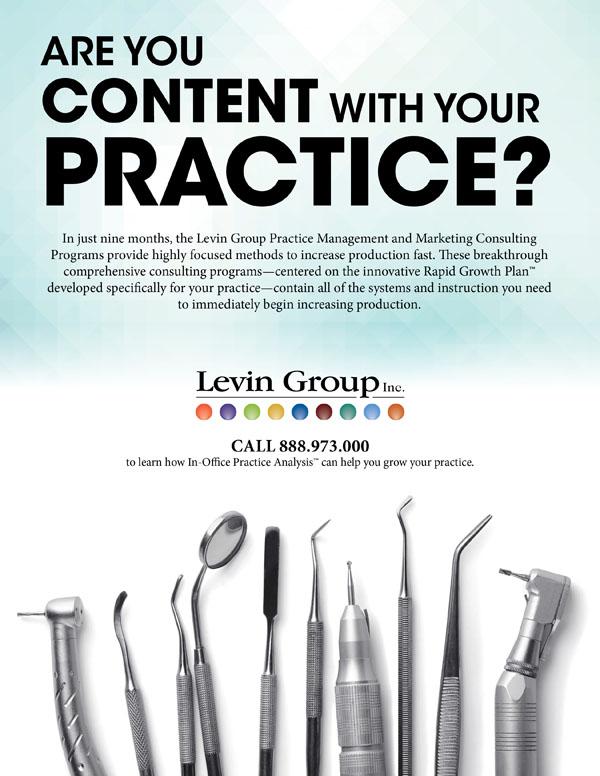 ARE YOU
CONTENT WITH YOUR
PRACTICE?
In just nine months, the Levin Group Practice Management and Marketing Consulting
Programs provide highly focused methods to increase production fast. These breakthrough
comprehensive consulting programs—centered on the innovative Rapid Growth Plan™
developed specifically for your practice—contain all of the systems and instruction you need
to immediately begin increasing production.
Levin Group Inc.
CALL 888.973.000
to learn how In-Office Practice Analysis™ can help you grow your practice.